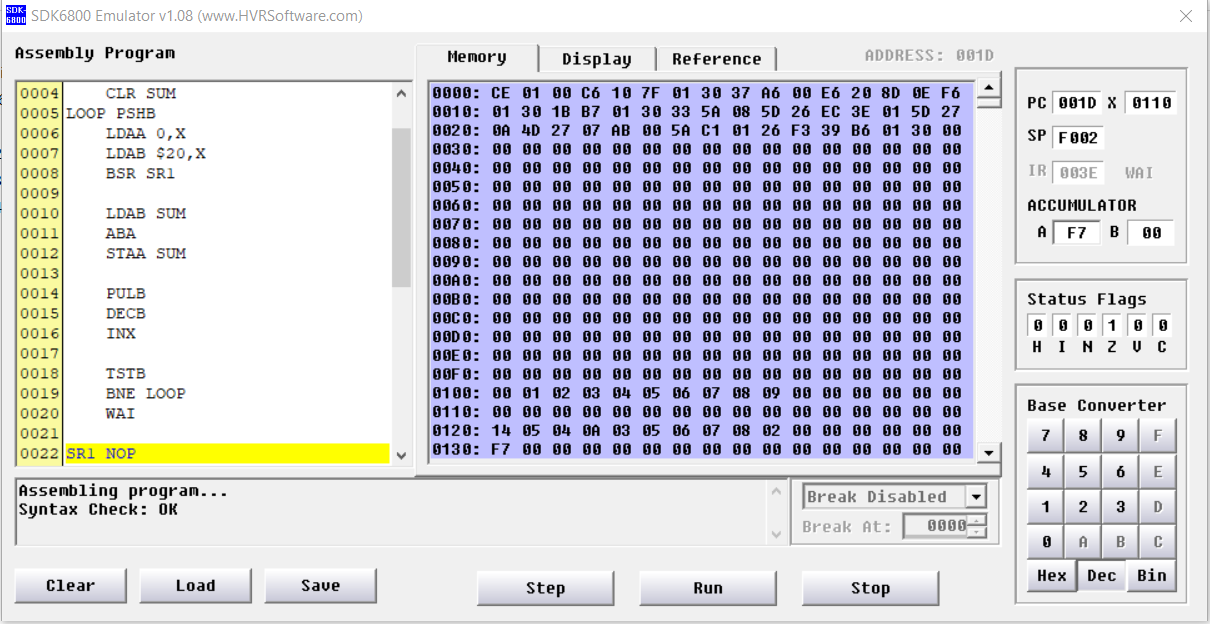 SDK6800 Emulator v1.08 (www.HVRSoftware.com)
Assembly Program
0004 CLR SUM
0005 LOOP PSHB
0006 LDAA 0,X
0007 LDAB $20,X
0008 BSR SR1
0009
0010 LDAB SUM
0011 ABA
0012 STAA SUM
0013
0014 PULB
0015 DECB
0016 INX
0017
0018 TSTB
0019 BNE LOOP
0020 WAI
0021
0022 SR1 NOP
Memory Display Reference ADDRESS: 001D
0000: CE 01 00 C6 10 7F 01 30 37 A6 00 E6 20 8D 0E F6
0010: 01 30 1B B7 01 30 33 5A 08 5D 26 EC 3E 01 5D 27
0020: 0A 4D 27 07 AB 00 5A C1 01 26 F3 39 B6 01 30 00
0030: 00 00 00 00 00 00 00 00 00 00 00 00 00 00 00 00
0040: 00 00 00 00 00 00 00 00 00 00 00 00 00 00 00 00
0050: 00 00 00 00 00 00 00 00 00 00 00 00 00 00 00 00
0060: 00 00 00 00 00 00 00 00 00 00 00 00 00 00 00 00
0070: 00 00 00 00 00 00 00 00 00 00 00 00 00 00 00 00
0080: 00 00 00 00 00 00 00 00 00 00 00 00 00 00 00 00
0090: 00 00 00 00 00 00 00 00 00 00 00 00 00 00 00 00
00A0: 00 00 00 00 00 00 00 00 00 00 00 00 00 00 00 00
00B0: 00 00 00 00 00 00 00 00 00 00 00 00 00 00 00 00
00C0: 00 00 00 00 00 00 00 00 00 00 00 00 00 00 00 00
00D0: 00 00 00 00 00 00 00 00 00 00 00 00 00 00 00 00
00E0: 00 00 00 00 00 00 00 00 00 00 00 00 00 00 00 00
00F0: 00 00 00 00 00 00 00 00 00 00 00 00 00 00 00 00
0100: 00 01 02 03 04 05 06 07 08 09 00 00 00 00 00 00
0110: 00 00 00 00 00 00 00 00 00 00 00 00 00 00 00 00
0120: 14 05 04 0A 03 05 06 07 08 02 00 00 00 00 00 00
0130: F7 00 00 00 00 00 00 00 00 00 00 00 00 00 00 00
PC 001D X 0110
SP F002
IR 003E WAI
ACCUMULATOR
A F7 B 00
Status Flags
0 0 0 1 0 0
H I N Z V C
Base Converter
7 8 9 F
4 5 6 E
1 2 3 D
0 A B C
Hex Dec Bin
Assembling program...
Syntax Check: OK
Break Disabled
Break At: 0000
Clear Load Save Step Run Stop
SDK-
6800